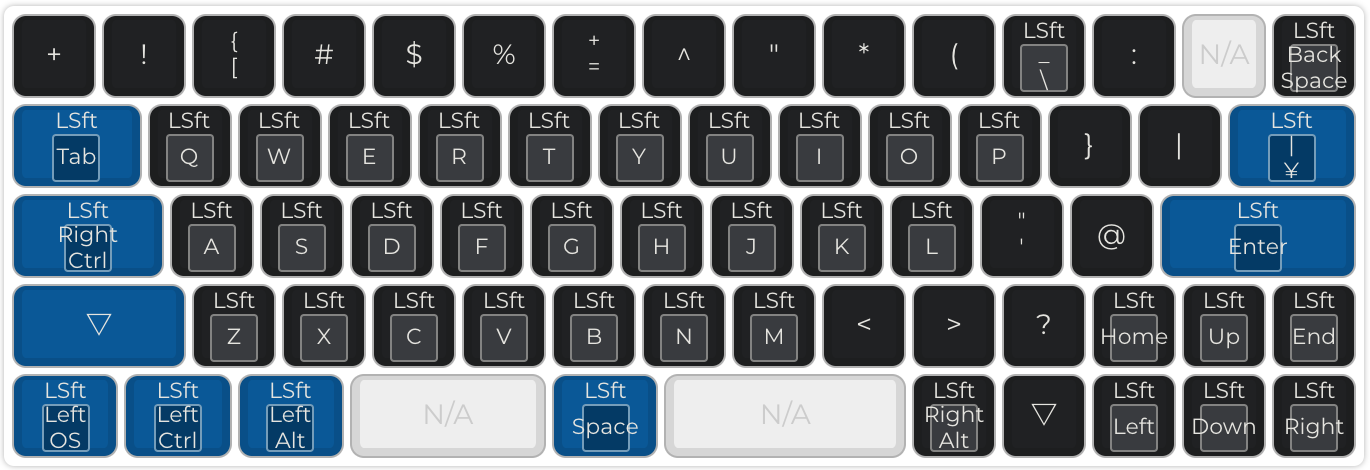 + ! { [ # $ % + = ^ " * ( LSft _ \ : N/A LSft Back Space
LSft Tab LSft Q LSft W LSft E LSft R LSft T LSft Y LSft U LSft I LSft O LSft P } | LSft | ¥
LSft Right Ctrl LSft A LSft S LSft D LSft F LSft G LSft H LSft J LSft K LSft L " ' @ LSft Enter
▽ LSft Z LSft X LSft C LSft V LSft B LSft N LSft M < > ? LSft Home LSft Up LSft End
LSft Left OS LSft Left Ctrl LSft Left Alt N/A LSft Space N/A LSft Right Alt ▽ LSft Left LSft Down LSft Right